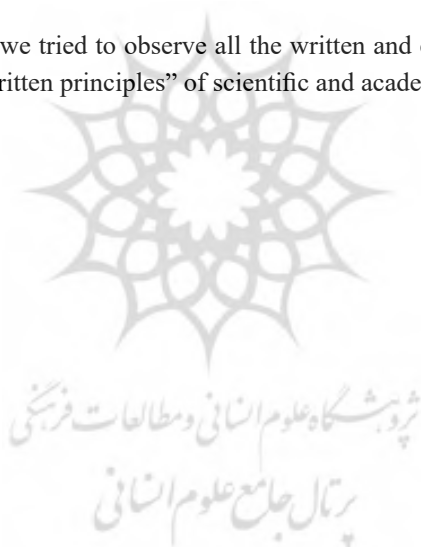 we tried to observe all the written and
ritten principles” of scientific and acade
پژوهشگاه علوم انسانی و مطالعات فرهنگی
پرتال جامع علوم انسانی